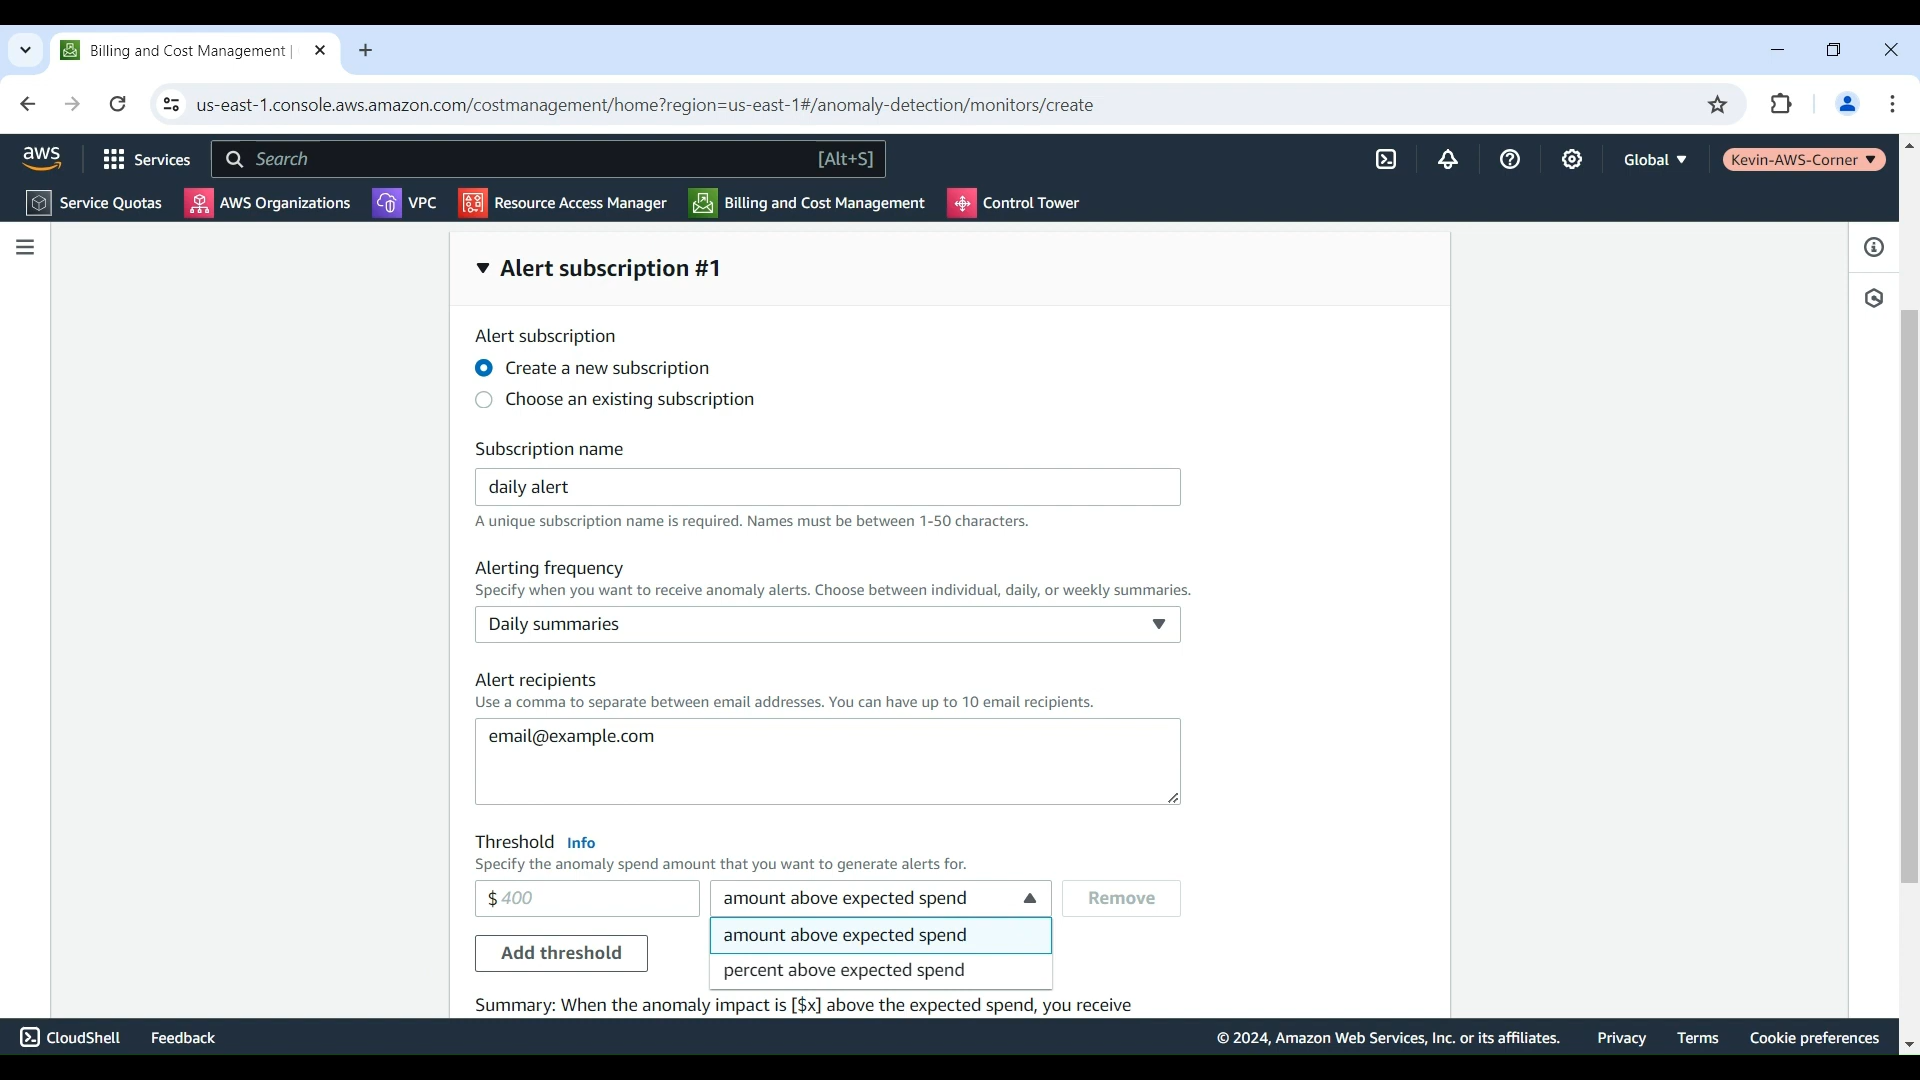 Billing and Cost Management |
us-east-1.console.aws.amazon.com/costmanagement/home?region=us-east-1#/anomaly-detection/monitors/create
aws Services Search [Alt+S] Global Kevin-AWS-Corner
Service Quotas AWS Organizations VPC Resource Access Manager Billing and Cost Management Control Tower
Alert subscription #1
Alert subscription
Create a new subscription
Choose an existing subscription
Subscription name
daily alert
A unique subscription name is required. Names must be between 1-50 characters.
Alerting frequency
Specify when you want to receive anomaly alerts. Choose between individual, daily, or weekly summaries.
Daily summaries
Alert recipients
Use a comma to separate between email addresses. You can have up to 10 email recipients.
email@example.com
Threshold Info
Specify the anomaly spend amount that you want to generate alerts for.
$ 400 amount above expected spend Remove
amount above expected spend
Add threshold
percent above expected spend
Summary: When the anomaly impact is [$x] above the expected spend, you receive
CloudShell Feedback © 2024, Amazon Web Services, Inc. or its affiliates. Privacy Terms Cookie preferences